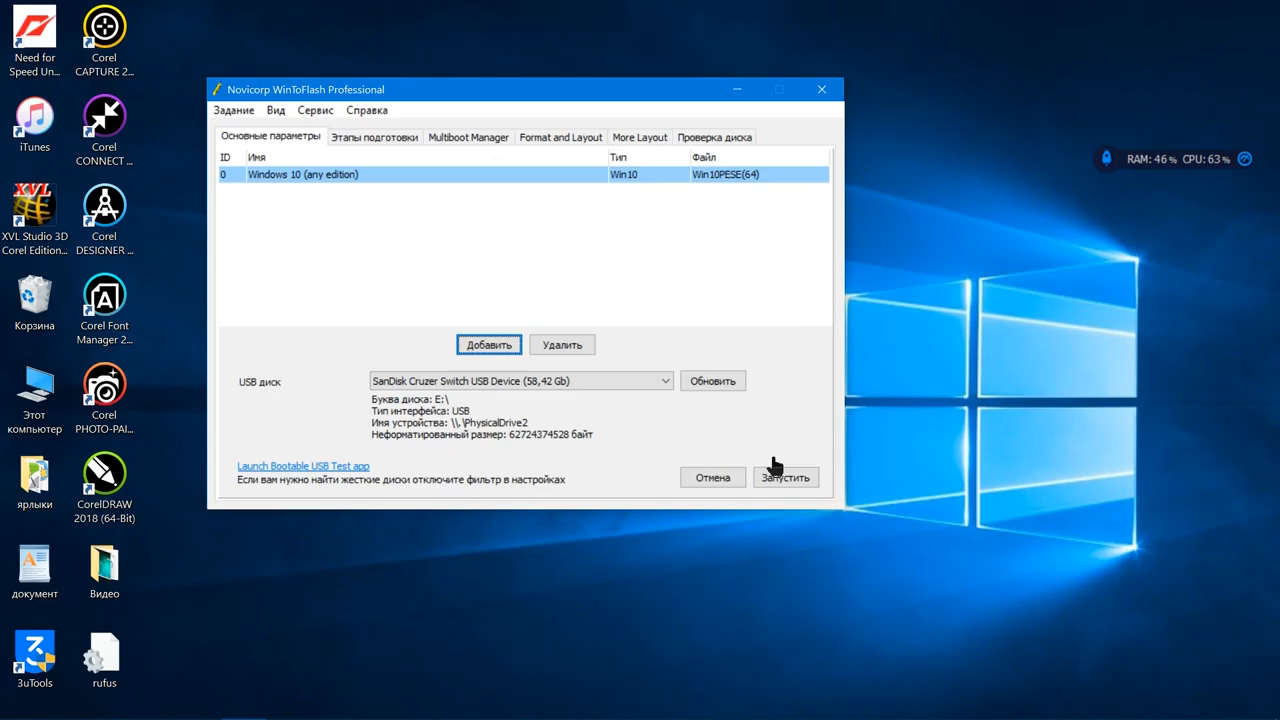 Need for
Speed Un...
Corel
CAPTURE 2...
iTunes
Corel
CONNECT ...
XVL
XVL Studio 3D
Corel Edition...
Corel
DESIGNER ...
Корзина
Corel Font
Manager 2...
Этот
компьютер
Corel
PHOTO-PAI...
ярлыки
CorelDRAW
2018 (64-Bit)
документ
Видео
3uTools
rufus
Novicorp WinToFlash Professional
Задание Вид Сервис Справка
Основные параметры Этапы подготовки Multiboot Manager Format and Layout More Layout Проверка диска
ID Имя Тип Файл
0 Windows 10 (any edition) Win10 Win10PESE(64)
Добавить Удалить
USB диск SanDisk Cruzer Switch USB Device (58,42 Gb) Обновить
Буква диска: E:\
Тип интерфейса: USB
Имя устройства: \\.\PhysicalDrive2
Неформатированный размер: 62724374528 байт
Launch Bootable USB Test app
Если вам нужно найти жесткие диски отключите фильтр в настройках
Отмена Запустить
RAM: 46 % CPU: 63 %